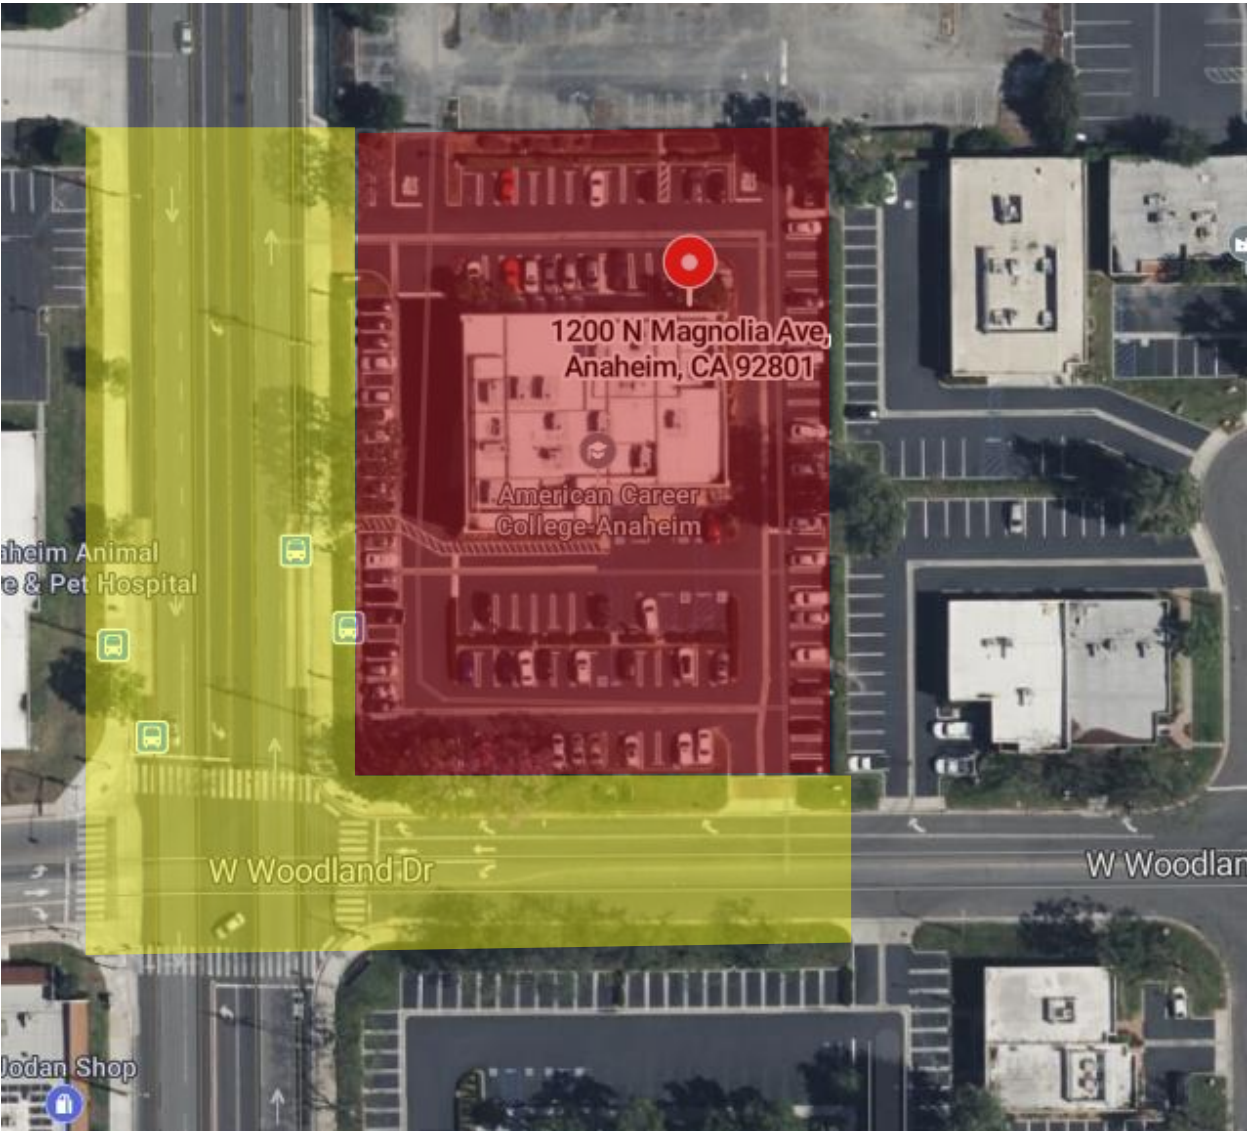 1200 N Magnolia Ave,
Anaheim, CA 92801
American Career
College-Anaheim
aheim Animal
e & Pet Hospital
W Woodland Dr
W Woodlan
Jodan Shop